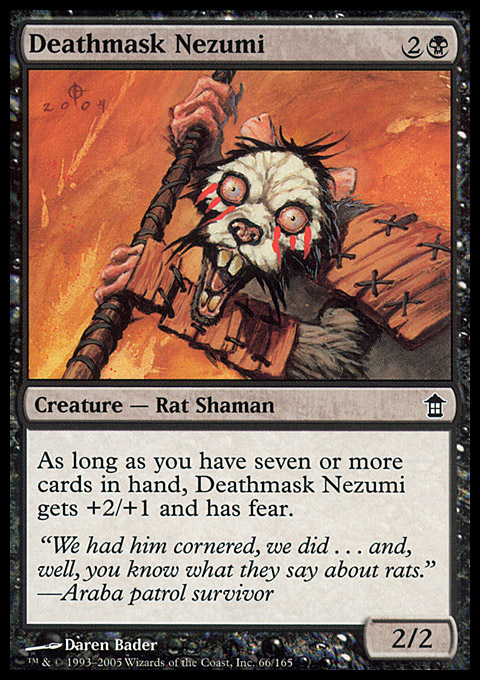 Deathmask Nezumi 2
2004
Creature — Rat Shaman
As long as you have seven or more
cards in hand, Deathmask Nezumi
gets +2/+1 and has fear.
“We had him cornered, we did . . . and,
well, you know what they say about rats.”
—Araba patrol survivor
2/2
Daren Bader
™ & © 1993–2005 Wizards of the Coast, Inc. 66/165